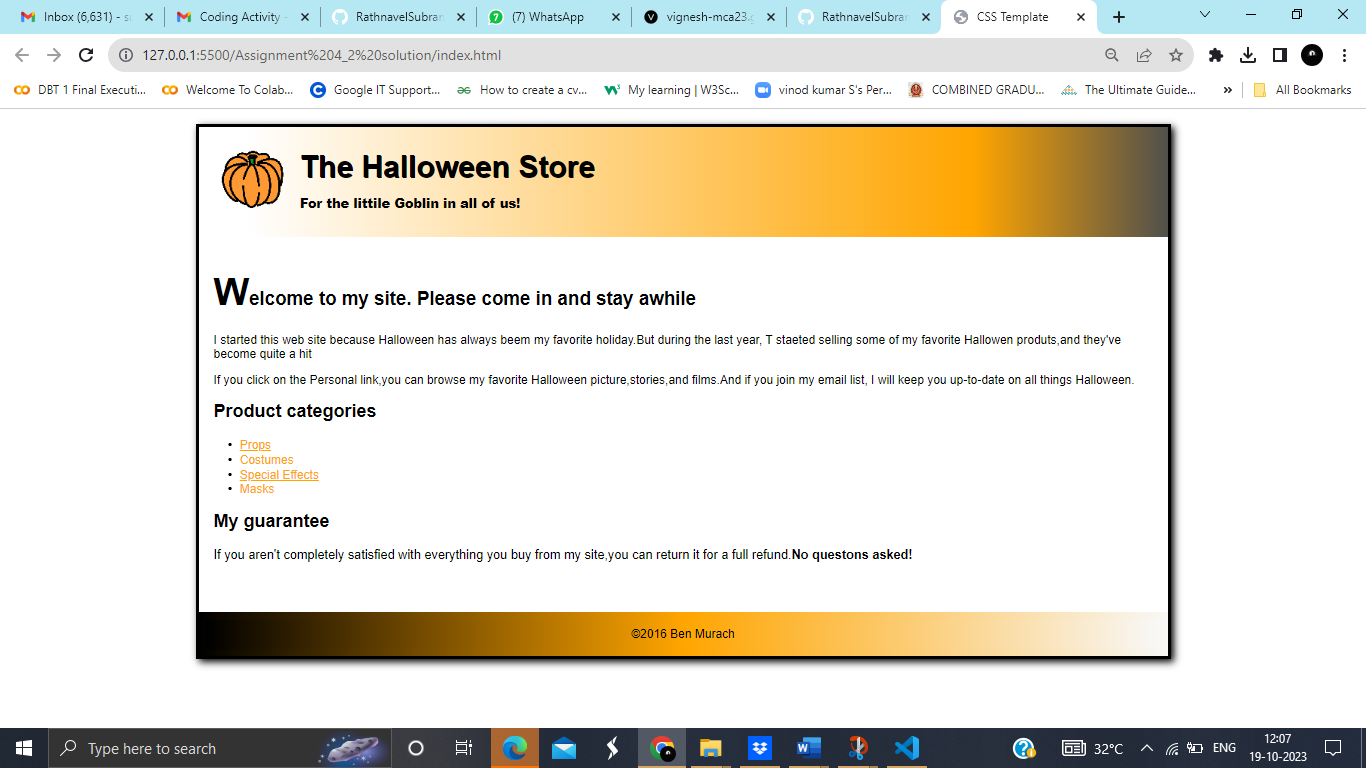 Inbox (6,631) - su
Coding Activity -
RathnavelSubram
(7) WhatsApp
vignesh-mca23.g
RathnavelSubram
CSS Template
127.0.0.1:5500/Assignment%204_2%20solution/index.html
DBT 1 Final Executi...
Welcome To Colab...
Google IT Support...
How to create a cv...
My learning | W3Sc...
vinod kumar S's Per...
COMBINED GRADU...
The Ultimate Guide...
»
All Bookmarks
The Halloween Store
For the littile Goblin in all of us!
Welcome to my site. Please come in and stay awhile
I started this web site because Halloween has always beem my favorite holiday.But during the last year, T staeted selling some of my favorite Hallowen produts,and they've
become quite a hit
If you click on the Personal link,you can browse my favorite Halloween picture,stories,and films.And if you join my email list, I will keep you up-to-date on all things Halloween.
Product categories
• Props
• Costumes
• Special Effects
• Masks
My guarantee
If you aren't completely satisfied with everything you buy from my site,you can return it for a full refund.No questons asked!
©2016 Ben Murach
Type here to search
32°C
ENG
12:07
19-10-2023